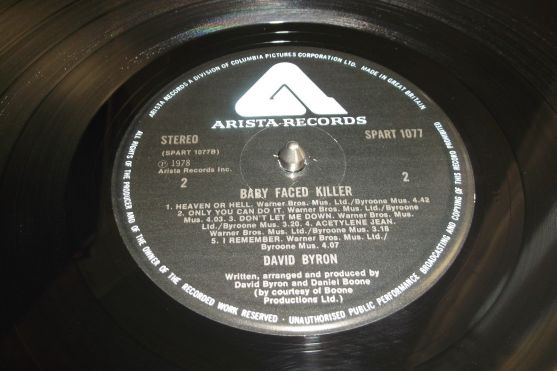 ARISTA RECORDS A DIVISION OF COLUMBIA PICTURES CORPORATION LTD. MADE IN GREAT BRITAIN
ARISTA RECORDS
STEREO
SPART 1077
(SPART 1077B)
℗ 1978
Arista Records Inc.
2
2
BABY FACED KILLER
1. HEAVEN OR HELL. Warner Bros. Mus. Ltd./Byroone Mus. 4.42
2. ONLY YOU CAN DO IT. Warner Bros. Mus. Ltd./Byroone
Mus. 4.03. 3. DON'T LET ME DOWN. Warner Bros. Mus.
Ltd./Byroone Mus. 3.20. 4. ACETYLENE JEAN.
Warner Bros. Mus. Ltd./Byroone Mus. 3.18
5. I REMEMBER. Warner Bros. Mus. Ltd./
Byroone Mus. 4.07
DAVID BYRON
Written, arranged and produced by
David Byron and Daniel Boone
(by courtesy of Boone
Productions Ltd.)
ALL RIGHTS OF THE PRODUCER AND OF THE OWNER OF THE RECORDED WORK RESERVED · UNAUTHORISED PUBLIC PERFORMANCE BROADCASTING AND COPYING OF THIS RECORD PROHIBITED